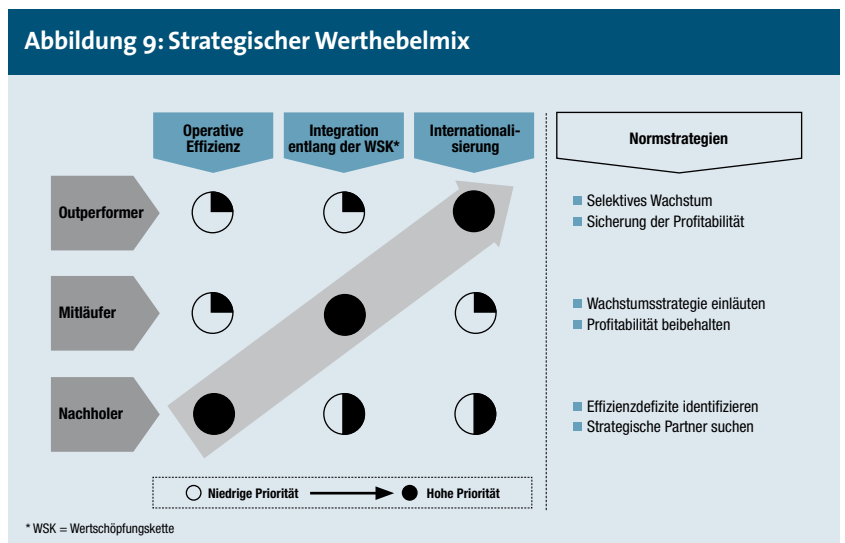 Abbildung 9: Strategischer Werthebelmix
Operative
Effizienz
Integration
entlang der WSK*
Internationali-
sierung
Normstrategien
Outperformer
Selektives Wachstum
Sicherung der Profitabilität
Mitläufer
Wachstumsstrategie einläuten
Profitabilität beibehalten
Nachholer
Effizienzdefizite identifizieren
Strategische Partner suchen
Niedrige Priorität
Hohe Priorität
* WSK = Wertschöpfungskette